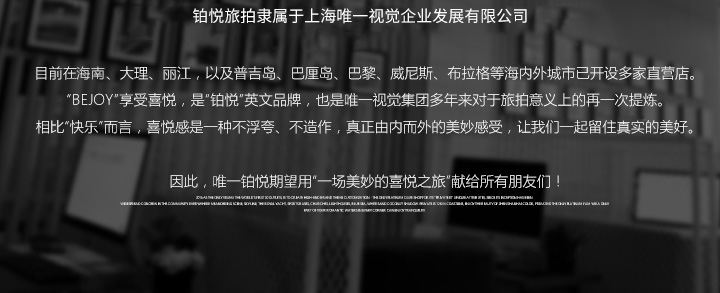 铂悦旅拍隶属于上海唯一视觉企业发展有限公司
目前在海南、大理、丽江，以及普吉岛、巴厘岛、巴黎、威尼斯、布拉格等海内外城市已开设多家直营店。
“BEJOY”享受喜悦，是“铂悦”英文品牌，也是唯一视觉集团多年来对于旅拍意义上的再一次提炼。
相比“快乐”而言，喜悦感是一种不浮夸、不造作，真正由内而外的美妙感受，让我们一起留住真实的美好。
因此，唯一铂悦期望用“一场美妙的喜悦之旅”献给所有朋友们！